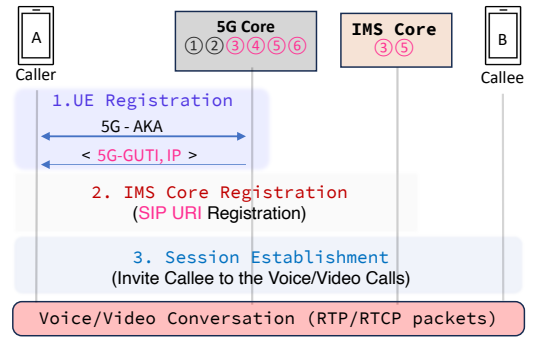 A
5G Core
①②③④⑤⑥
IMS Core
③⑤
B
Caller
Callee
1.UE Registration
5G - AKA
< 5G-GUTI, IP >
2. IMS Core Registration
(SIP URI Registration)
3. Session Establishment
(Invite Callee to the Voice/Video Calls)
Voice/Video Conversation (RTP/RTCP packets)